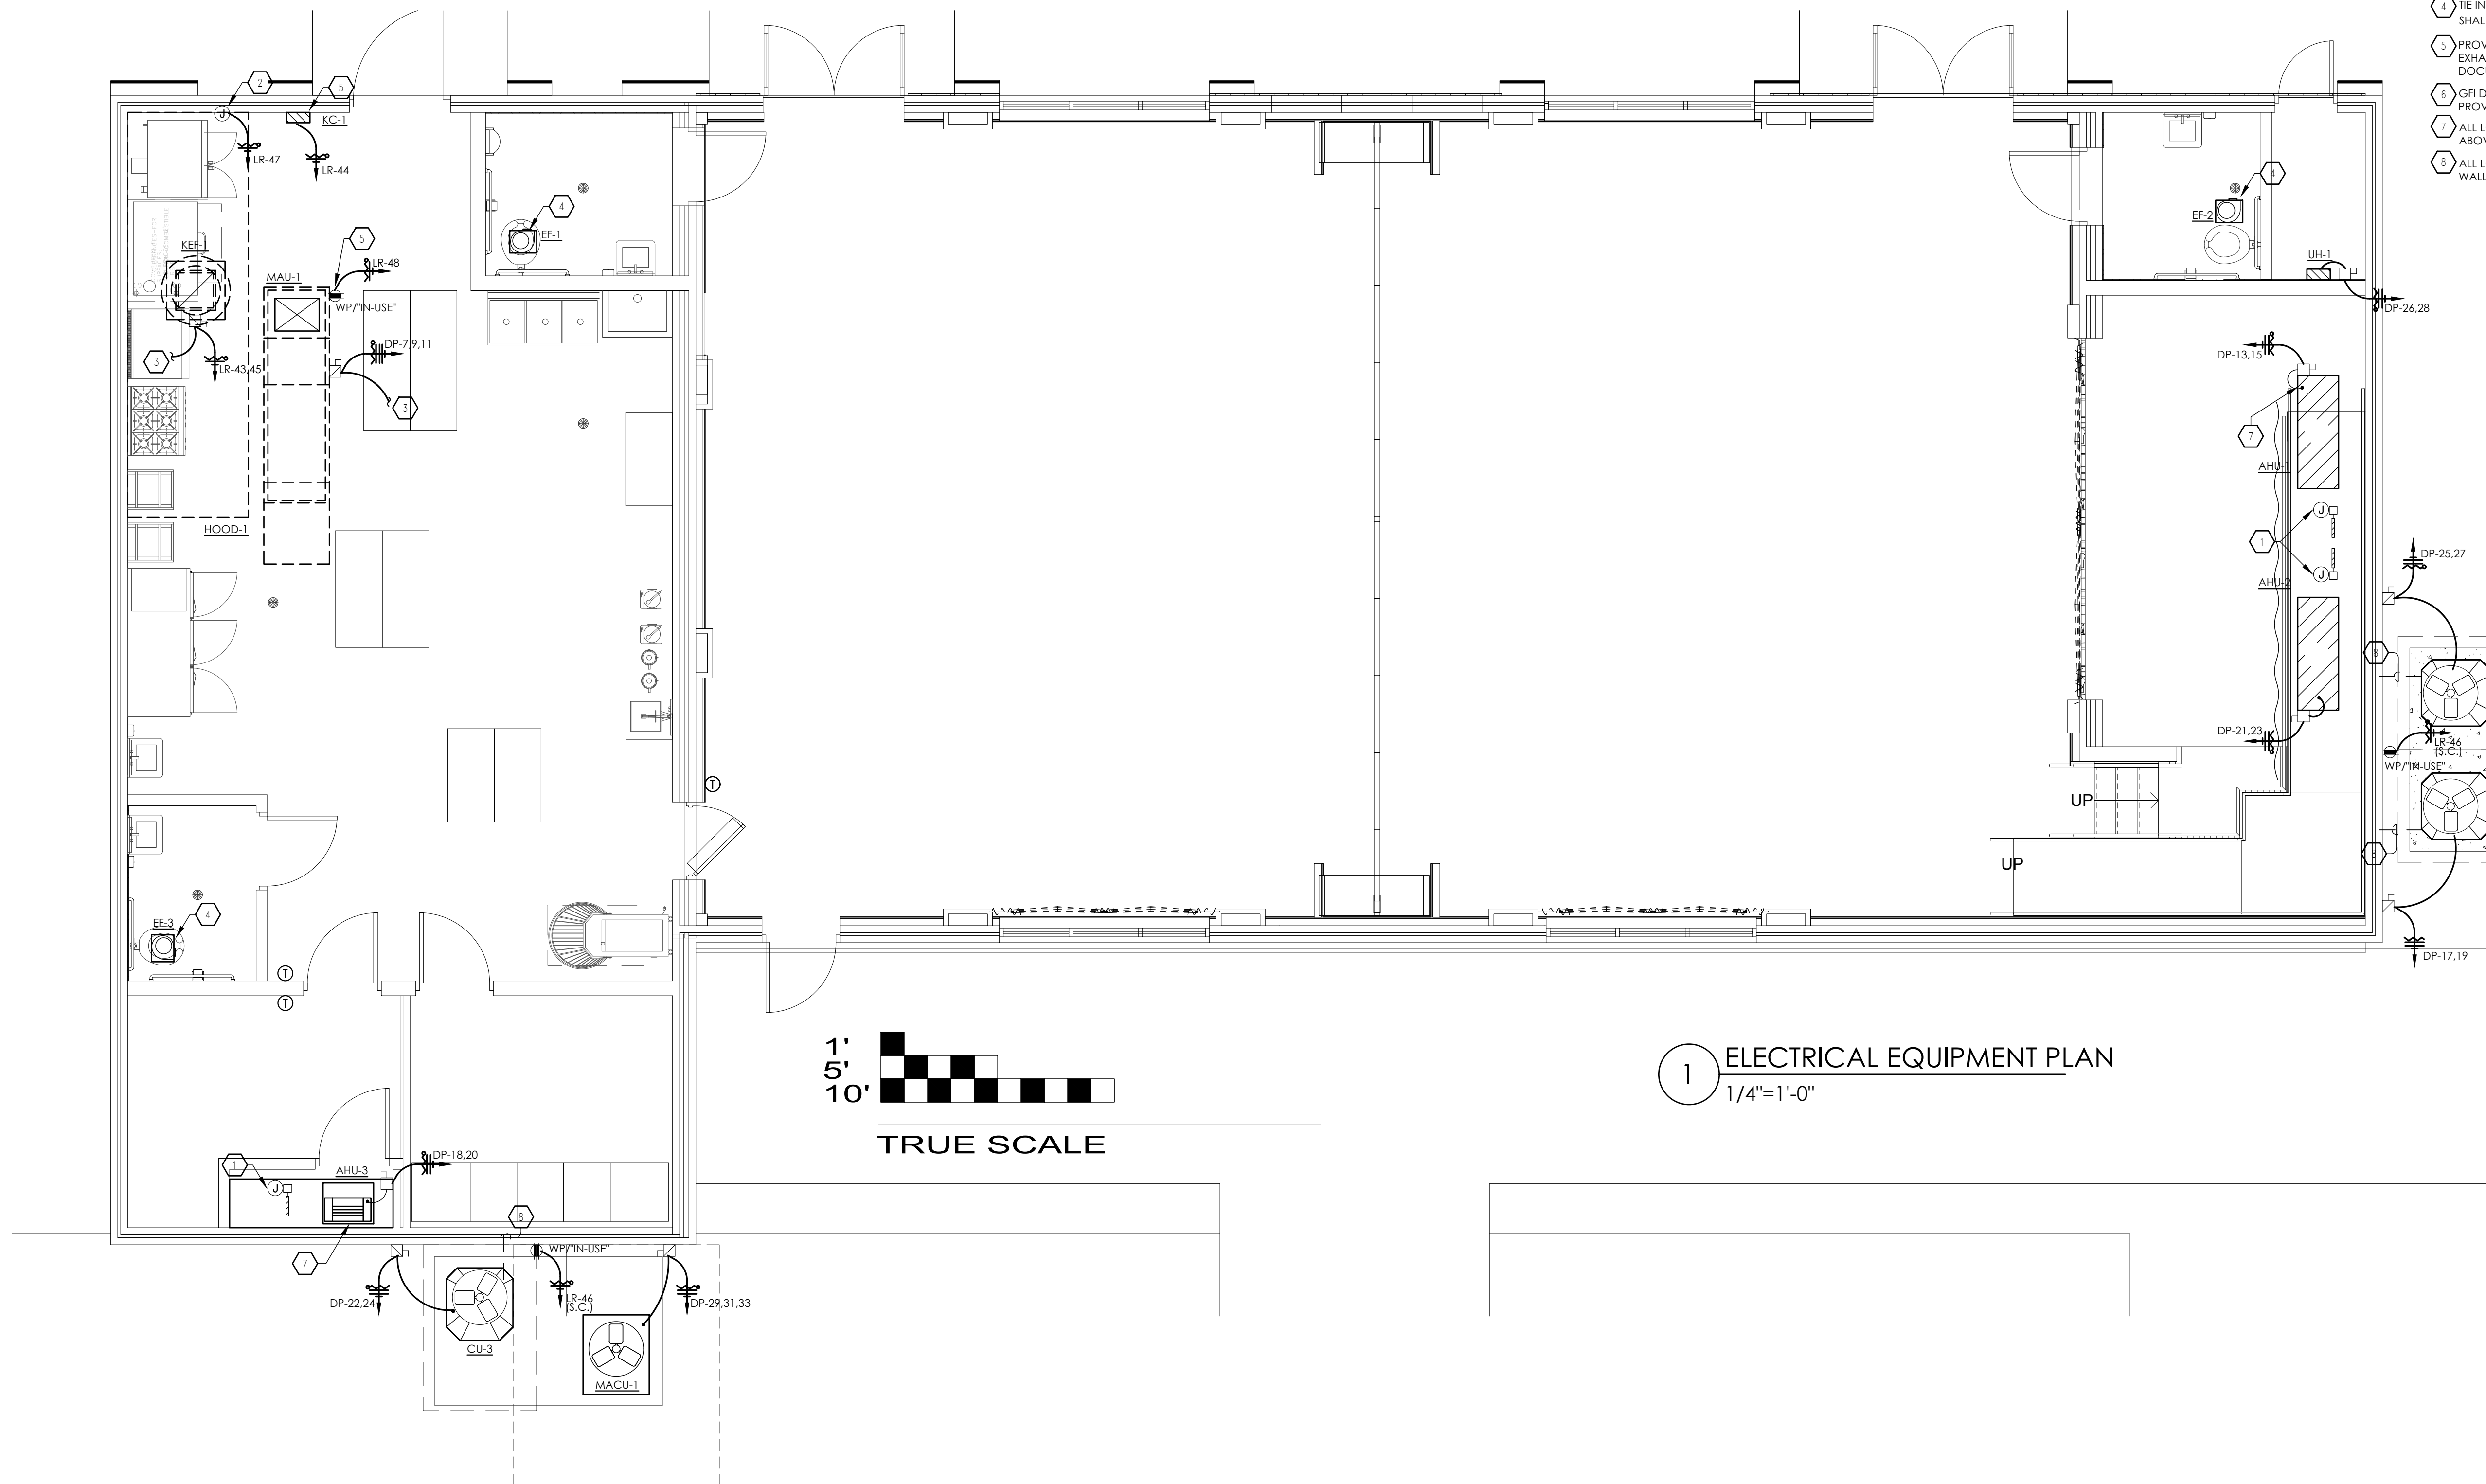 4 TIE IN
SHAL
5 PROV
EXHA
DOCU
6 GFI D
PROV
7 ALL L
ABOV
8 ALL L
WALL
2
5
J
KC-1
LR-47
LR-44
4
EF-1
4
EF-2
KEF-1
5
LR-48
MAU-1
WP/"IN-USE"
UH-1
DP-26,28
3
LR-43,45
DP-7,9,11
3
DP-13,15
7
AHU-1
HOOD-1
J
1
J
AHU-2
DP-25,27
8
DP-21,23
LR-46
(S.C.)
WP/"IN-USE"
T
UP
UP
8
EF-3
4
T
T
DP-17,19
1'
5'
10'
TRUE SCALE
1
ELECTRICAL EQUIPMENT PLAN
1/4"=1'-0"
1
J
AHU-3
DP-18,20
7
8
WP/"IN-USE"
DP-22,24
LR-46
(S.C.)
DP-29,31,33
CU-3
MACU-1